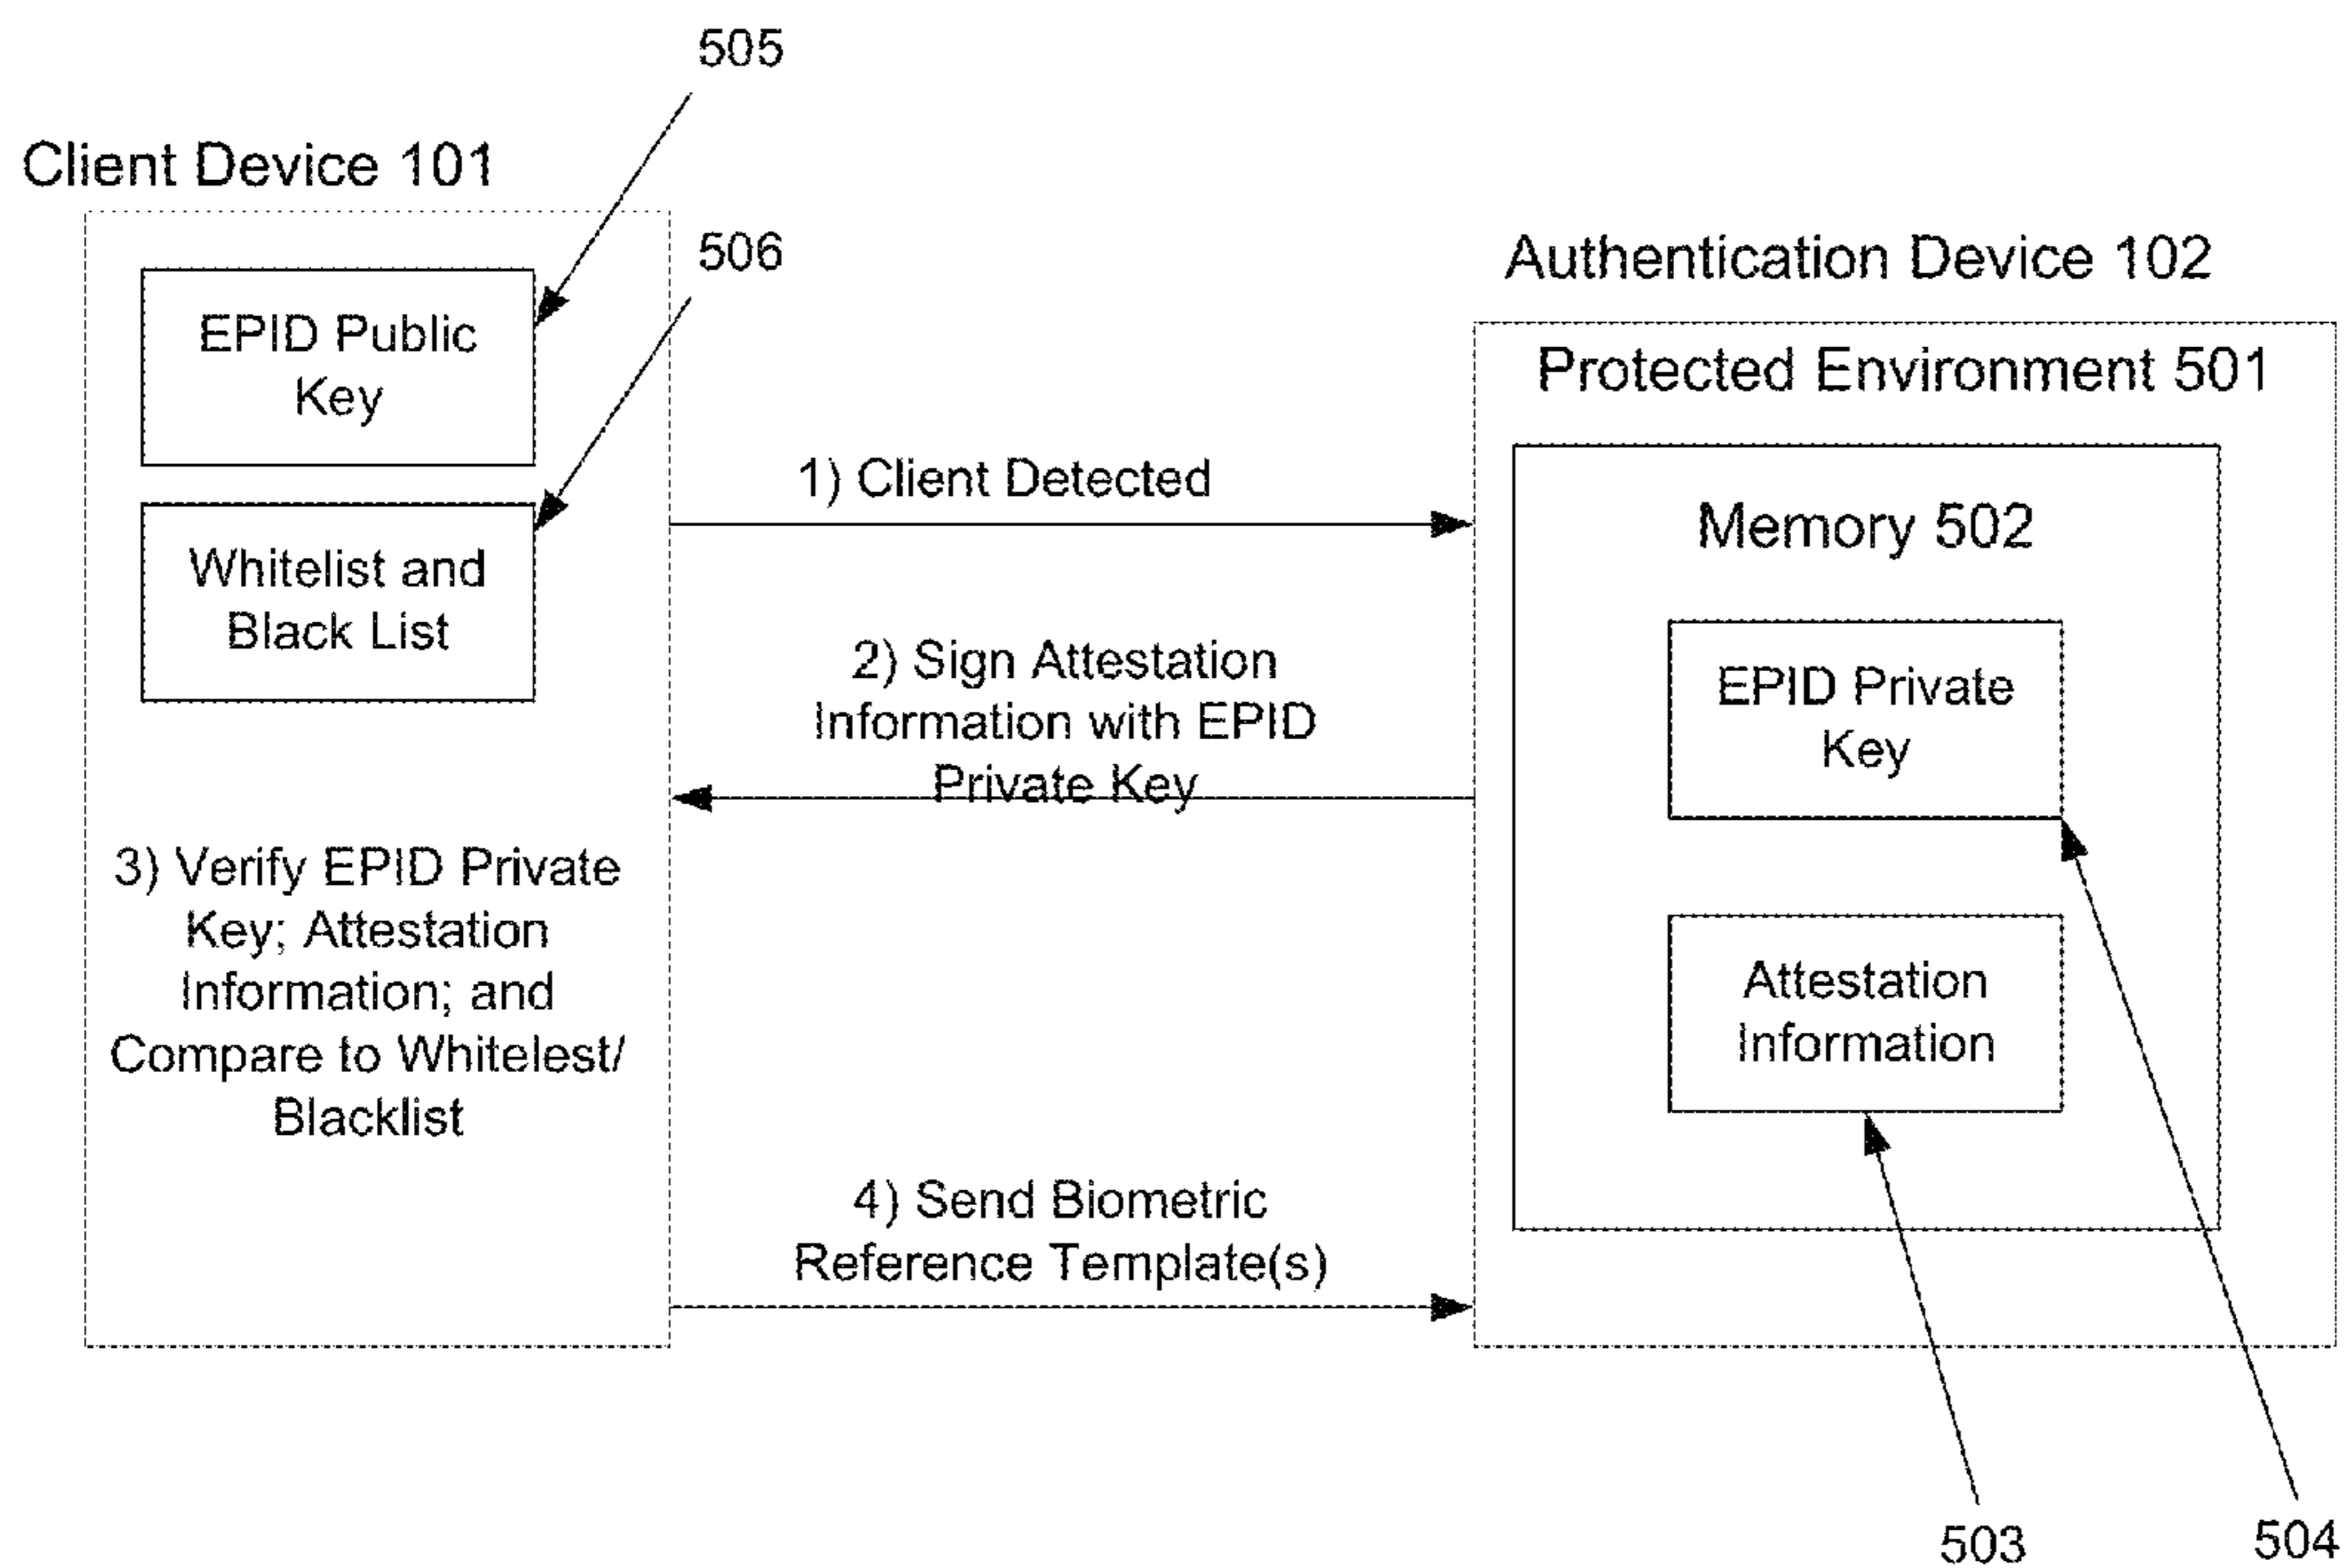 505
Client Device 101
506
EPID Public
Key
Whitelist and
Black List
Authentication Device 102
Protected Environment 501
1) Client Detected
Memory 502
2) Sign Attestation
Information with EPID
Private Key
EPID Private
Key
3) Verify EPID Private
Key; Attestation
Information; and
Compare to Whitelest/
Blacklist
Attestation
Information
4) Send Biometric
Reference Template(s)
503
504